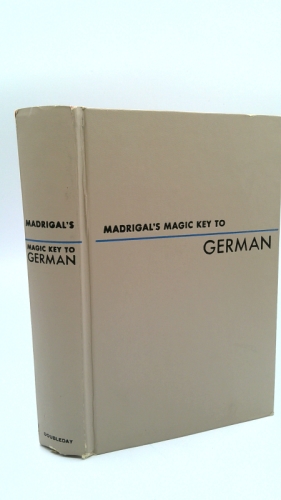 MADRIGAL'S
MAGIC KEY TO
GERMAN
DOUBLEDAY
MADRIGAL'S MAGIC KEY TO
GERMAN